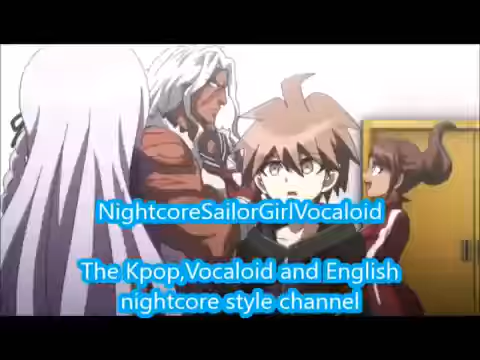 NightcoreSailorGirlVocaloid
The Kpop,Vocaloid and English
nightcore style channel